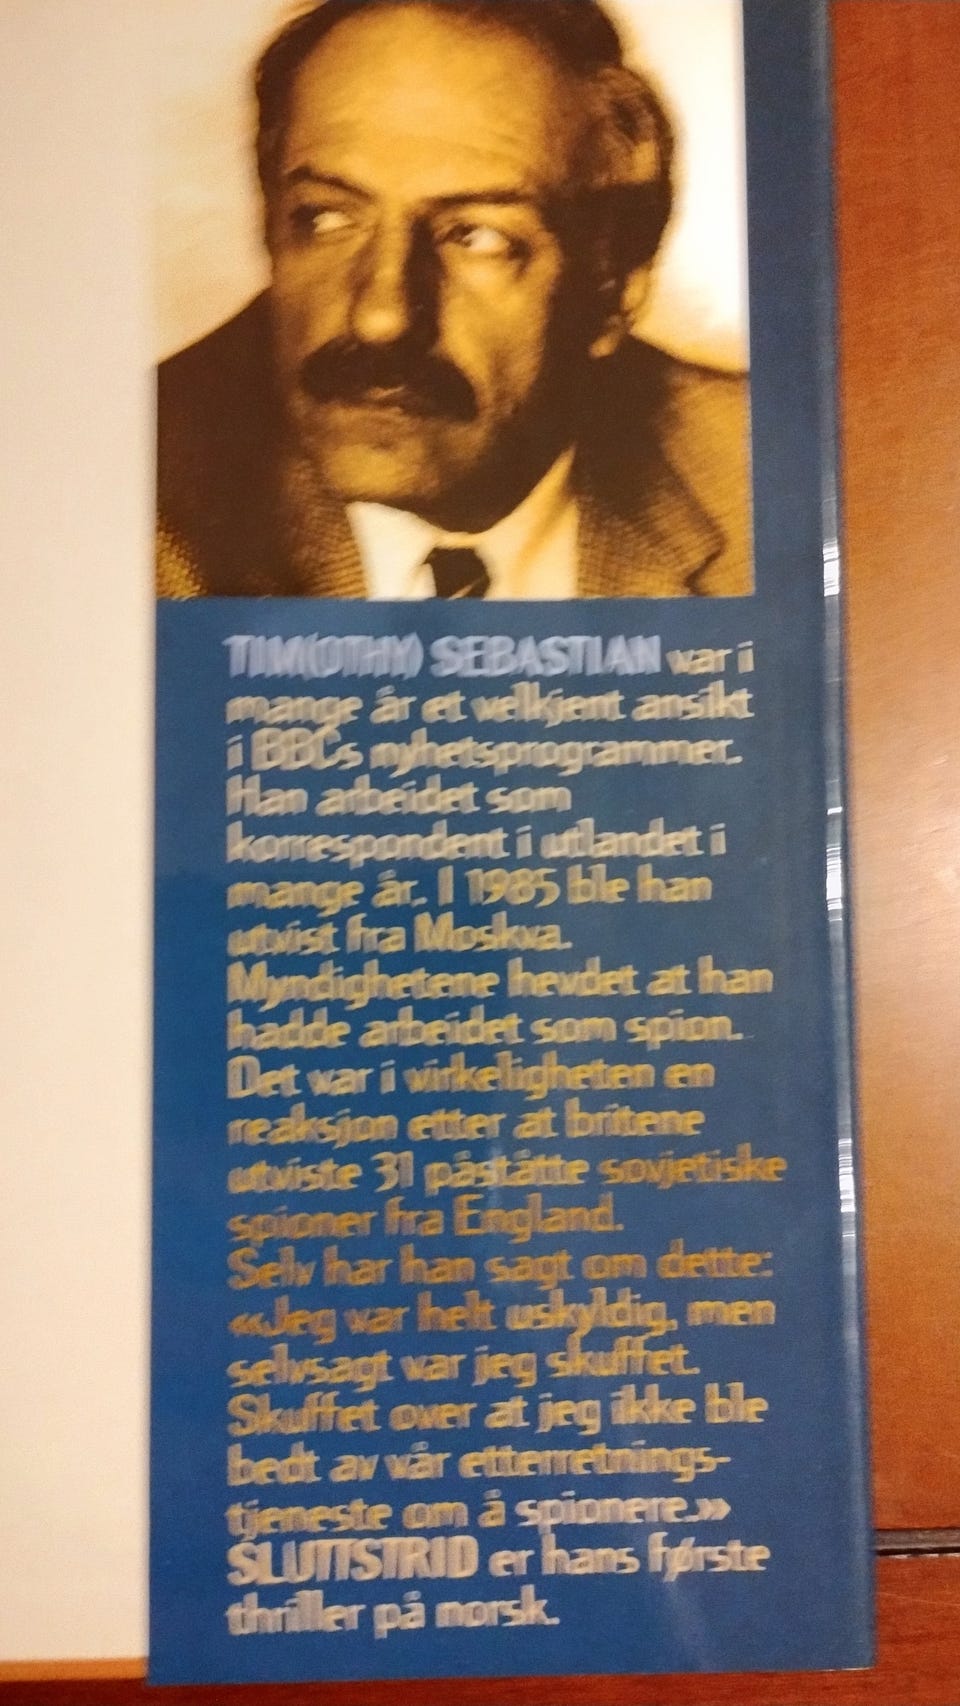 TIM(OTHY) SEBASTIAN var i
mange år et velkjent ansikt
i BBCs nyhetsprogrammer.
Han arbeidet som
korrespondent i utlandet i
mange år. I 1985 ble han
utvist fra Moskva.
Myndighetene hevdet at han
hadde arbeidet som spion.
Det var i virkeligheten en
reaksjon etter at britene
utviste 31 påståtte sovjetiske
spioner fra England.
Selv har han sagt om dette:
«Jeg var helt uskyldig, men
selvsagt var jeg skuffet.
Skuffet over at jeg ikke ble
bedt av vår etterretnings-
tjeneste om å spionere.»
SLUTTSTRID er hans første
thriller på norsk.